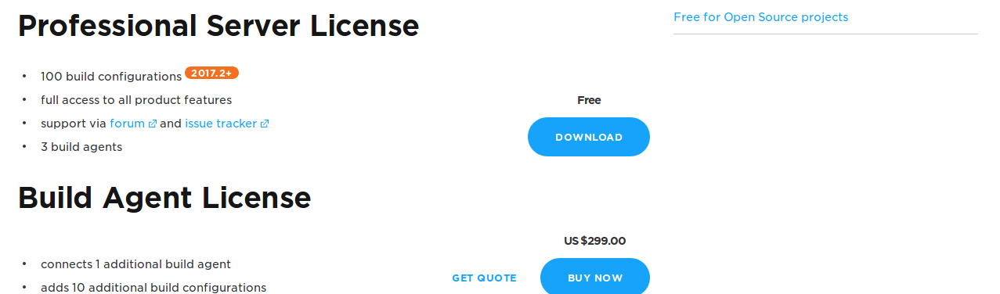 Professional Server License
Free for Open Source projects
100 build configurations 2017.2+
full access to all product features
Free
support via forum and issue tracker
DOWNLOAD
3 build agents
Build Agent License
US $299.00
connects 1 additional build agent
GET QUOTE
BUY NOW
adds 10 additional build configurations